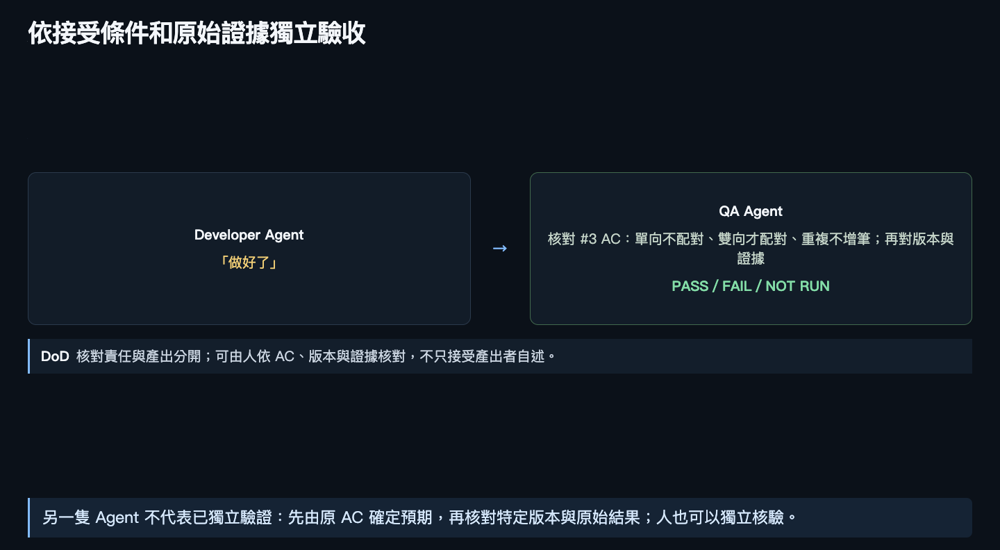 依接受條件和原始證據獨立驗收
Developer Agent
「做好了」
→
QA Agent
核對 #3 AC：單向不配對、雙向才配對、重複不增筆；再對版本與
證據
PASS / FAIL / NOT RUN
DoD 核對責任與產出分開；可由人依 AC、版本與證據核對，不只接受產出者自述。
另一隻 Agent 不代表已獨立驗證：先由原 AC 確定預期，再核對特定版本與原始結果；人也可以獨立核驗。